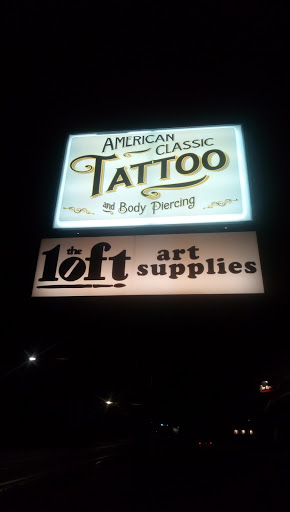 AMERICAN
CLASSIC
TATTOO
and Body Piercing
the
loft art
supplies